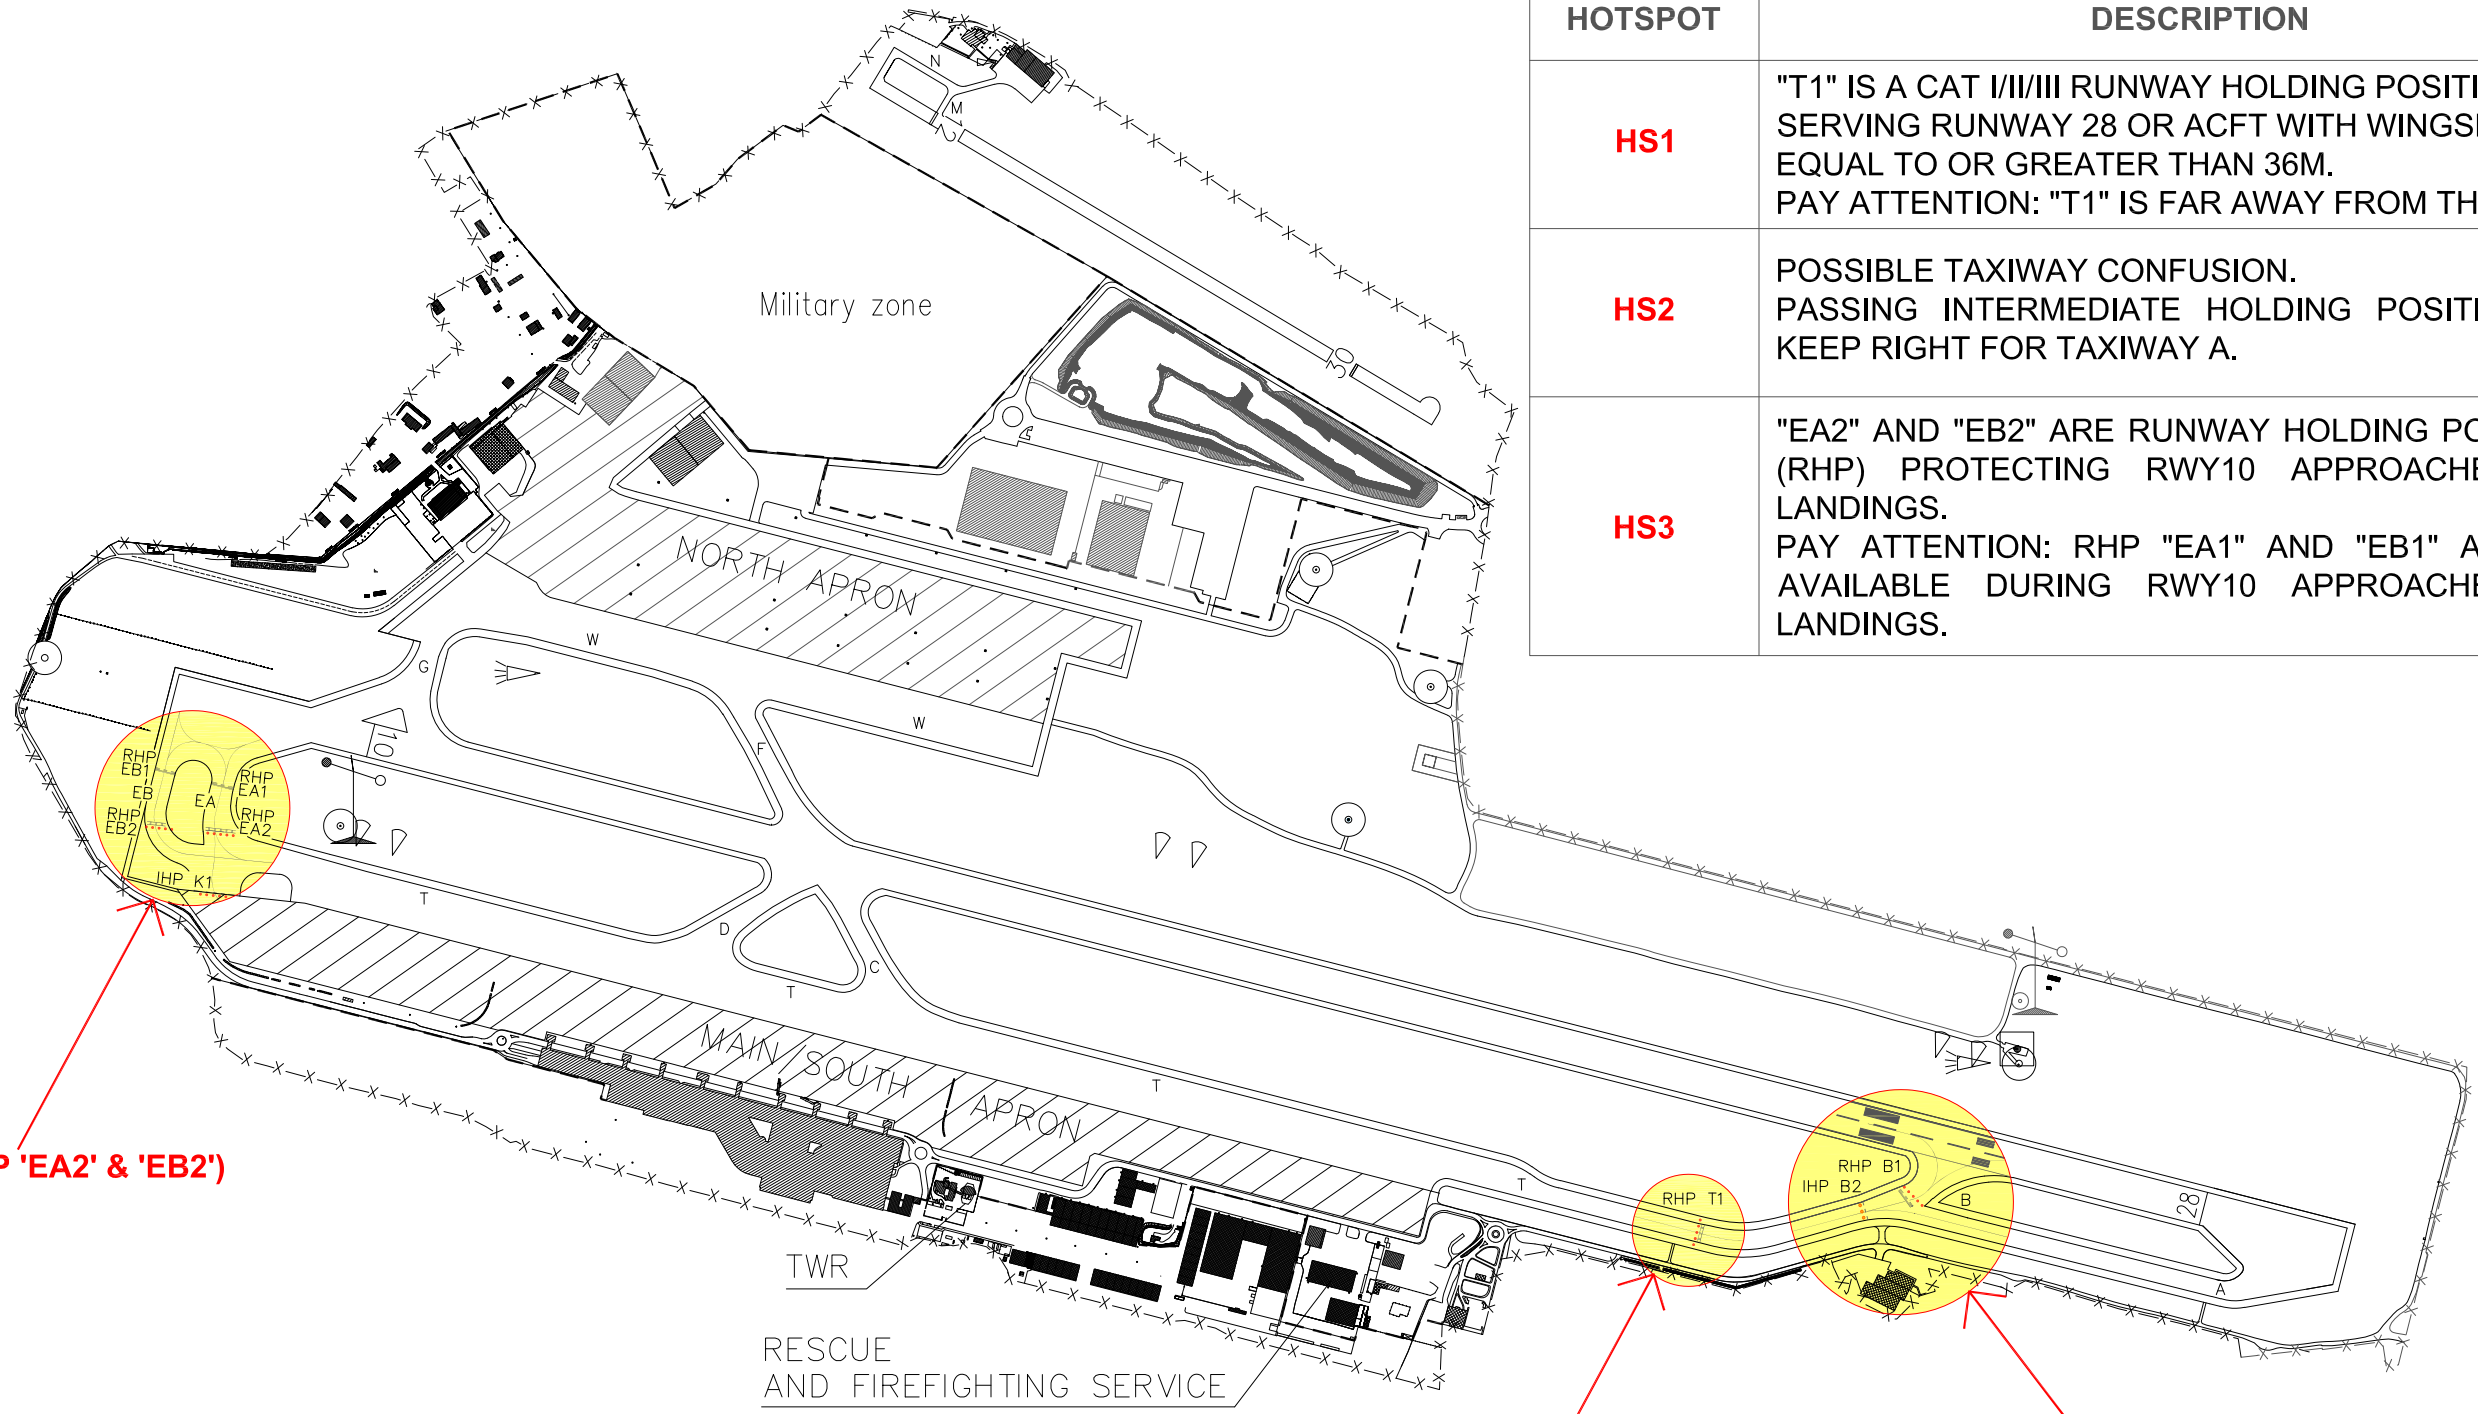 HOTSPOT
DESCRIPTION
HS1
"T1" IS A CAT I/II/III RUNWAY HOLDING POSITI
SERVING RUNWAY 28 OR ACFT WITH WINGS
EQUAL TO OR GREATER THAN 36M.
PAY ATTENTION: "T1" IS FAR AWAY FROM TH
HS2
POSSIBLE TAXIWAY CONFUSION.
PASSING INTERMEDIATE HOLDING POSITI
KEEP RIGHT FOR TAXIWAY A.
HS3
"EA2" AND "EB2" ARE RUNWAY HOLDING PO
(RHP) PROTECTING RWY10 APPROACHE
LANDINGS.
PAY ATTENTION: RHP "EA1" AND "EB1" A
AVAILABLE DURING RWY10 APPROACHE
LANDINGS.
N
M
12
30
Military zone
NORTH APRON
W
G
W
F
10
RHP
EB1
RHP
EA1
EB
EA
RHP
EB2
RHP
EA2
IHP K1
T
D
C
T
T
MAIN/SOUTH APRON
P 'EA2' & 'EB2')
T
RHP T1
RHP B1
IHP B2
B
28
A
TWR
RESCUE
AND FIREFIGHTING SERVICE